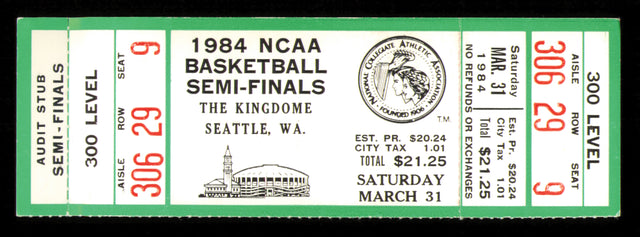 AUDIT STUB
SEMI-FINALS
300 LEVEL
AISLE 306
ROW 29
SEAT 9
1984 NCAA
BASKETBALL
SEMI-FINALS
THE KINGDOME
SEATTLE, WA.
NATIONAL COLLEGIATE ATHLETIC ASSOCIATION
FOUNDED 1906
TM
EST. PR. $20.24
CITY TAX 1.01
TOTAL $21.25
SATURDAY
MARCH 31
NO REFUNDS OR EXCHANGES
Saturday
MAR. 31
1984
Est. Pr. $20.24
City Tax 1.01
Total $21.25
AISLE 306
ROW 29
SEAT 9
300 LEVEL